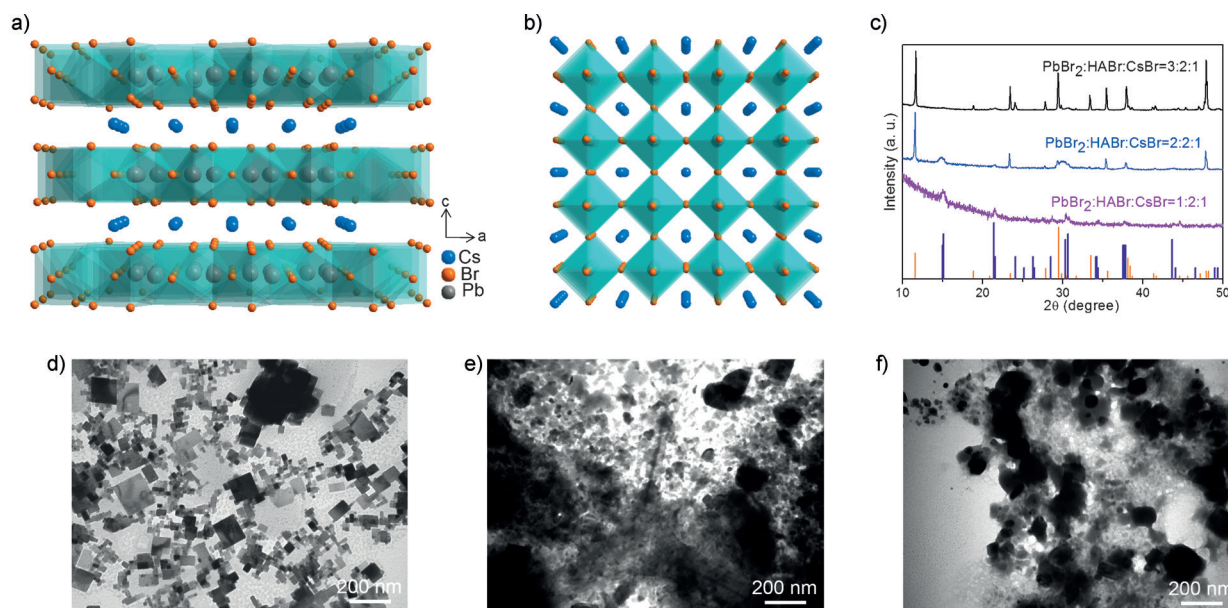 a)
b)
c)
c
a
Cs
Br
Pb
PbBr₂:HABr:CsBr=3:2:1
PbBr₂:HABr:CsBr=2:2:1
PbBr₂:HABr:CsBr=1:2:1
Intensity (a. u.)
10 20 30 40 50
2θ (degree)
d)
200 nm
e)
200 nm
f)
200 nm